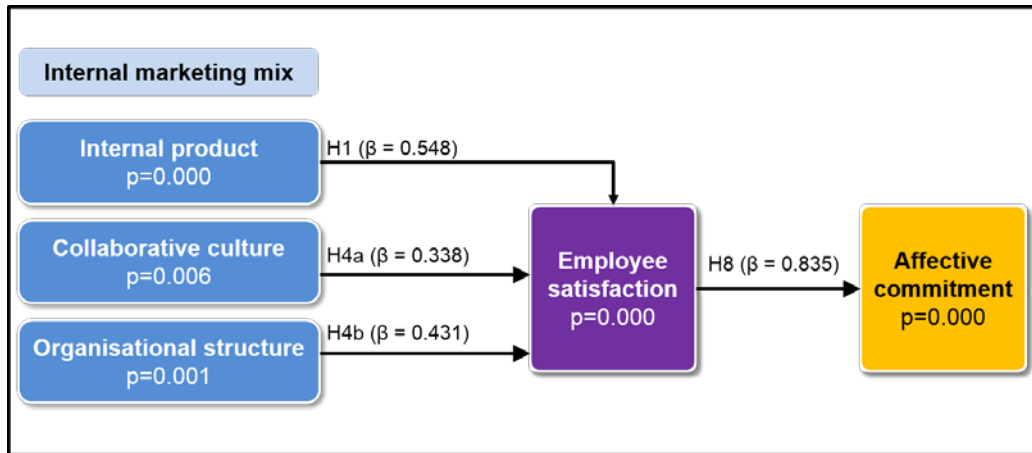 Internal marketing mix
Internal product
p=0.000
H1 (β = 0.548)
Collaborative culture
p=0.006
H4a (β = 0.338)
Organisational structure
p=0.001
H4b (β = 0.431)
Employee
satisfaction
p=0.000
H8 (β = 0.835)
Affective
commitment
p=0.000